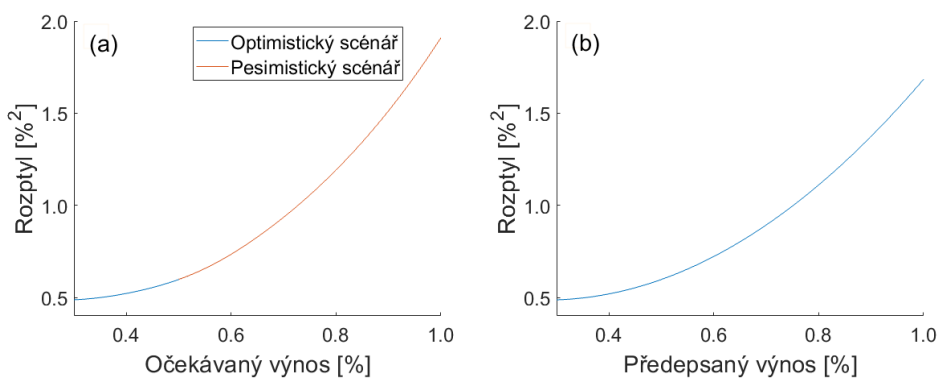 (a)
Optimistický scénář
Pesimistický scénář
2.0
1.5
1.0
0.5
Rozptyl [%²]
0.4 0.6 0.8 1.0
Očekávaný výnos [%]
(b)
2.0
1.5
1.0
0.5
Rozptyl [%²]
0.4 0.6 0.8 1.0
Předepsaný výnos [%]